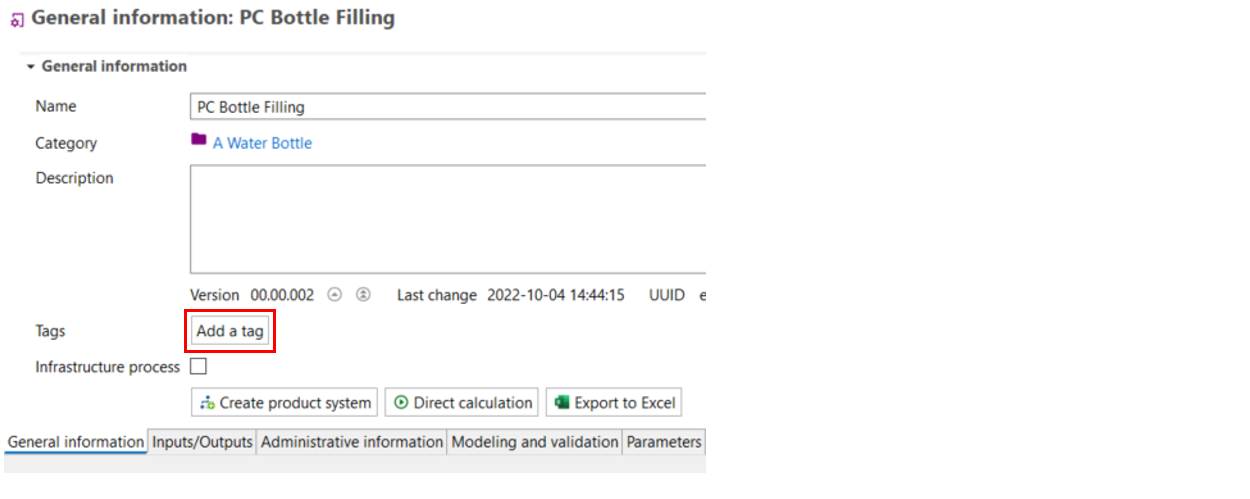 General information: PC Bottle Filling
General information
Name PC Bottle Filling
Category A Water Bottle
Description
Version 00.00.002 Last change 2022-10-04 14:44:15 UUID e
Tags Add a tag
Infrastructure process
Create product system Direct calculation Export to Excel
General information Inputs/Outputs Administrative information Modeling and validation Parameters